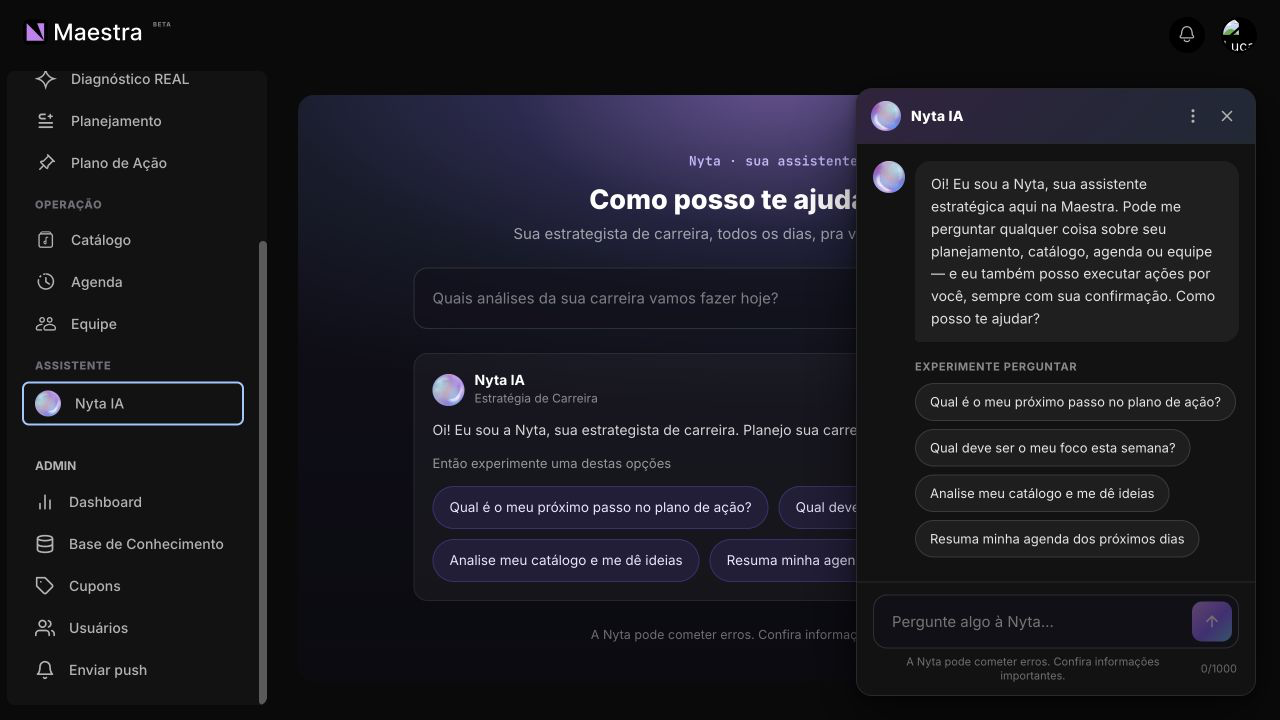 Maestra
BETA
Luca
Diagnóstico REAL
Planejamento
Plano de Ação
OPERAÇÃO
Catálogo
Agenda
Equipe
ASSISTENTE
Nyta IA
ADMIN
Dashboard
Base de Conhecimento
Cupons
Usuários
Enviar push
Nyta · sua assistente
Como posso te ajuda
Sua estrategista de carreira, todos os dias, pra v
Quais análises da sua carreira vamos fazer hoje?
Nyta IA
Estratégia de Carreira
Oi! Eu sou a Nyta, sua estrategista de carreira. Planejo sua carre
Então experimente uma destas opções
Qual é o meu próximo passo no plano de ação?
Qual deve
Analise meu catálogo e me dê ideias
Resuma minha agen
A Nyta pode cometer erros. Confira informaç
Nyta IA
Oi! Eu sou a Nyta, sua assistente
estratégica aqui na Maestra. Pode me
perguntar qualquer coisa sobre seu
planejamento, catálogo, agenda ou equipe
— e eu também posso executar ações por
você, sempre com sua confirmação. Como
posso te ajudar?
EXPERIMENTE PERGUNTAR
Qual é o meu próximo passo no plano de ação?
Qual deve ser o meu foco esta semana?
Analise meu catálogo e me dê ideias
Resuma minha agenda dos próximos dias
Pergunte algo à Nyta...
A Nyta pode cometer erros. Confira informações
importantes.
0/1000